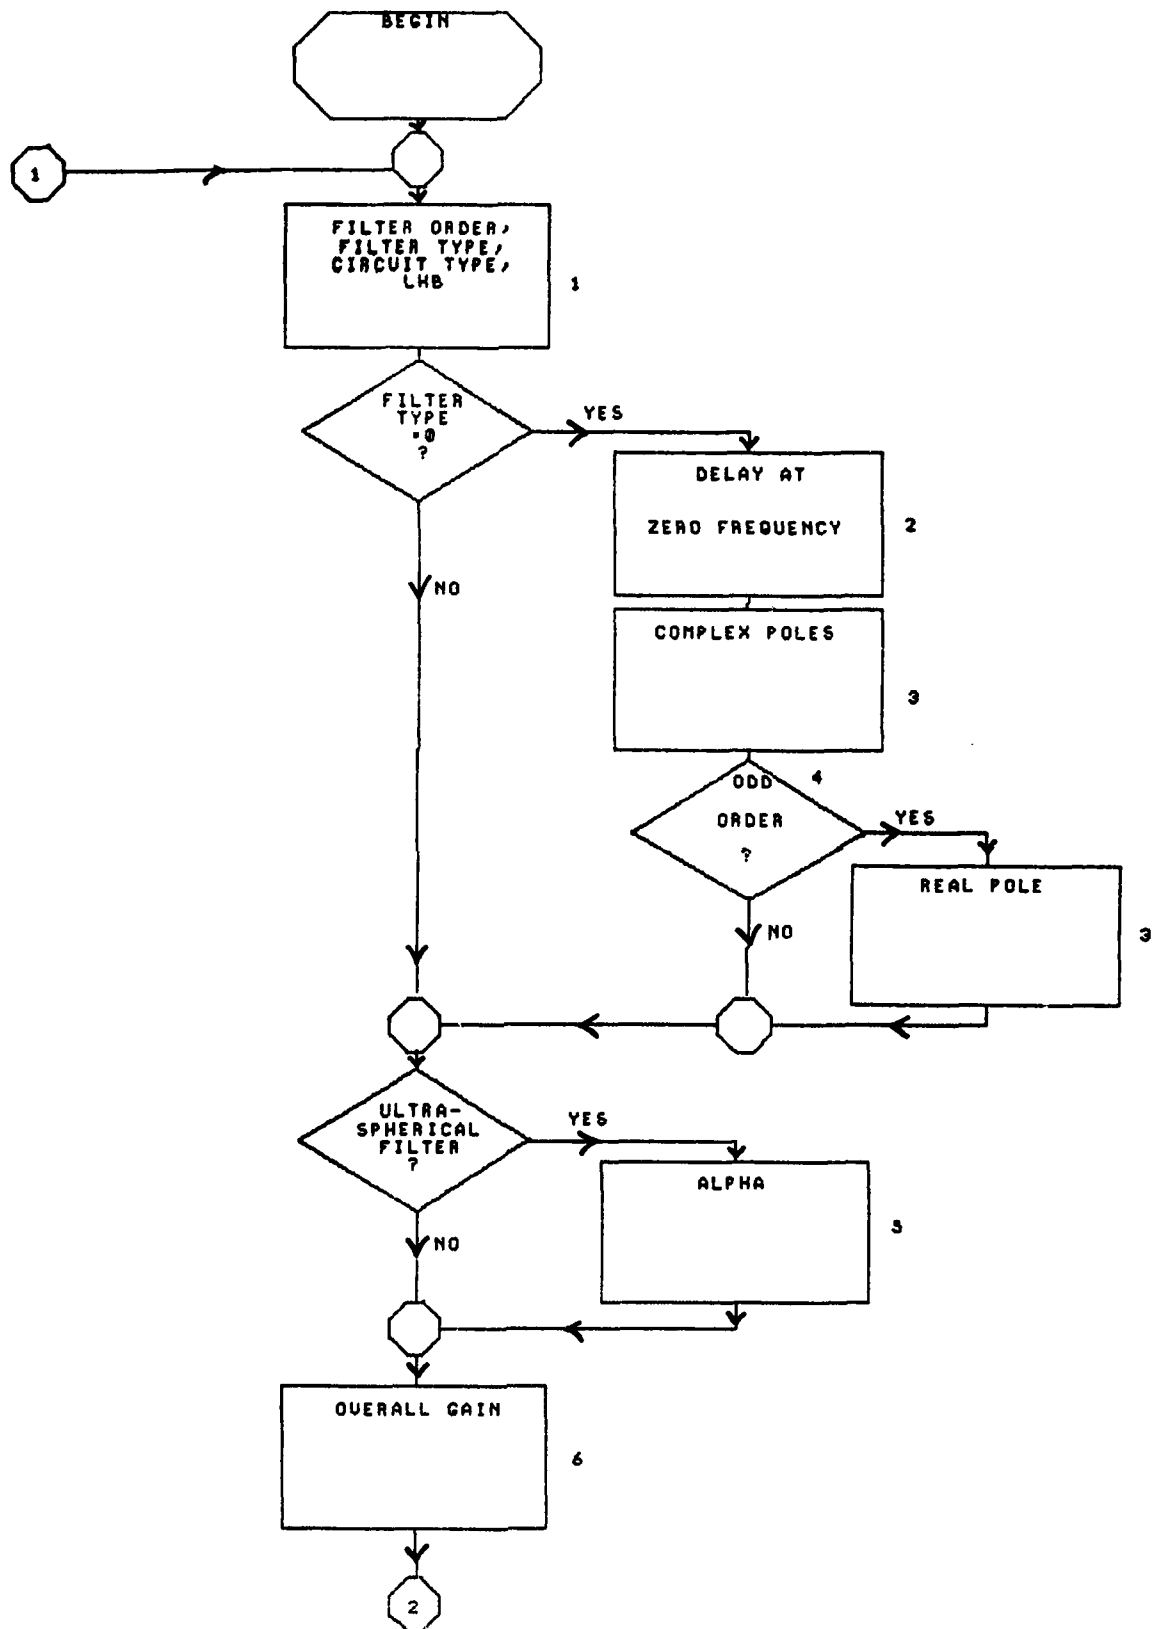 BEGIN
1
FILTER ORDER,
FILTER TYPE,
CIRCUIT TYPE,
LHB
1
FILTER
TYPE
=0
?
YES
DELAY AT
ZERO FREQUENCY
2
NO
COMPLEX POLES
3
ODD
ORDER
?
4
YES
REAL POLE
3
NO
ULTRA-
SPHERICAL
FILTER
?
YES
ALPHA
5
NO
OVERALL GAIN
6
2